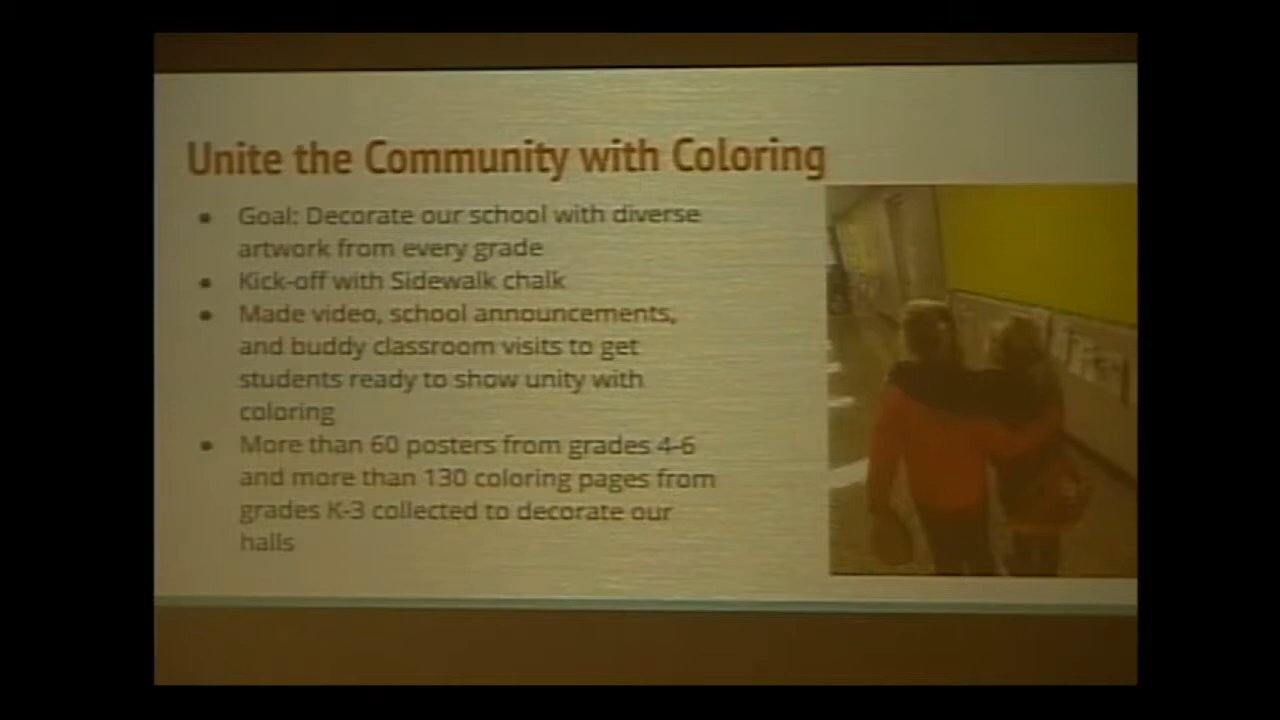 Unite the Community with Coloring
• Goal: Decorate our school with diverse
artwork from every grade
• Kick-off with Sidewalk chalk
• Made video, school announcements,
and buddy classroom visits to get
students ready to show unity with
coloring
• More than 60 posters from grades 4-6
and more than 130 coloring pages from
grades K-3 collected to decorate our
halls